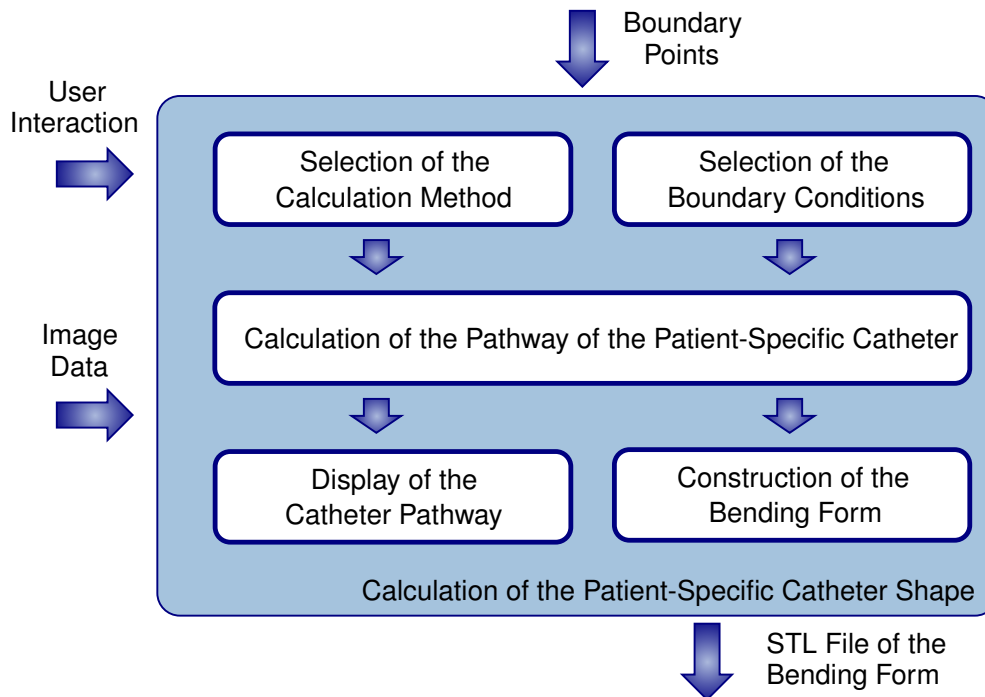 Boundary
Points
User
Interaction
Selection of the
Calculation Method
Selection of the
Boundary Conditions
Calculation of the Pathway of the Patient-Specific Catheter
Image
Data
Display of the
Catheter Pathway
Construction of the
Bending Form
Calculation of the Patient-Specific Catheter Shape
STL File of the
Bending Form